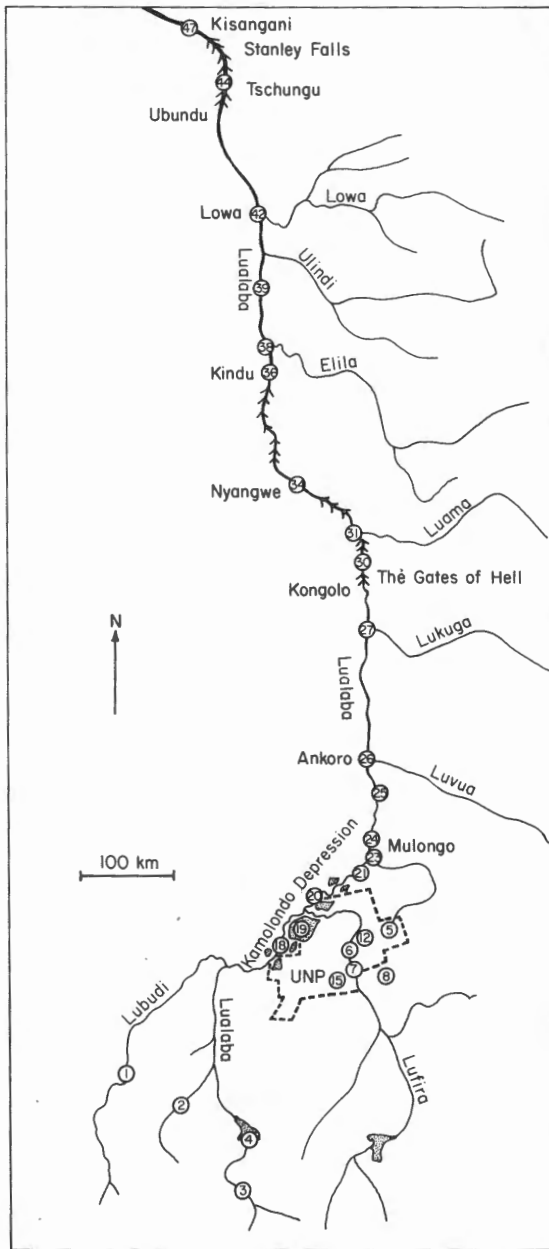 47
Kisangani
Stanley Falls
44
Tschungu
Ubundu
Lowa
Lowa
42
Ulindi
Lualaba
39
38
Elila
Kindu
36
Nyangwe
34
Luama
31
30
The Gates of Hell
Kongolo
27
Lukuga
N
Lualaba
Ankoro
26
Luvua
25
100 km
24
Mulongo
23
21
Kamolondo Depression
20
19
18
12
5
6
UNP
7
8
15
Lubudi
Lualaba
Lufira
1
2
4
3